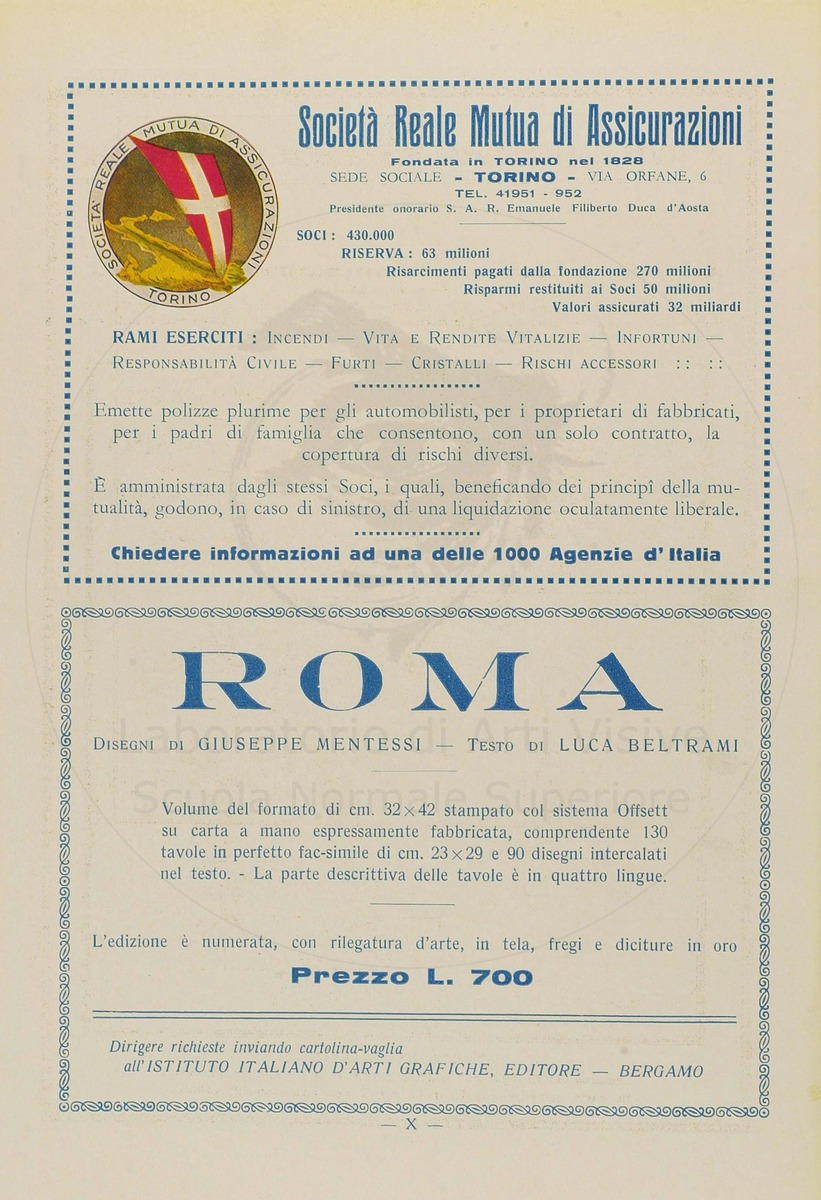 SOCIETÀ REALE MUTUA DI ASSICURAZIONI
TORINO
Società Reale Mutua di Assicurazioni
Fondata in TORINO nel 1828
SEDE SOCIALE - TORINO - VIA ORFANE, 6
TEL. 41951 - 952
Presidente onorario S. A. R. Emanuele Filiberto Duca d'Aosta
SOCI : 430.000
RISERVA : 63 milioni
Risarcimenti pagati dalla fondazione 270 milioni
Risparmi restituiti ai Soci 50 milioni
Valori assicurati 32 miliardi
RAMI ESERCITI : INCENDI — VITA E RENDITE VITALIZIE — INFORTUNI —
RESPONSABILITÀ CIVILE — FURTI — CRISTALLI — RISCHI ACCESSORI : : : :
Emette polizze plurime per gli automobilisti, per i proprietari di fabbricati,
per i padri di famiglia che consentono, con un solo contratto, la
copertura di rischi diversi.
È amministrata dagli stessi Soci, i quali, beneficando dei principî della mu-
tualità, godono, in caso di sinistro, di una liquidazione oculatamente liberale.
Chiedere informazioni ad una delle 1000 Agenzie d'Italia
ROMA
DISEGNI DI GIUSEPPE MENTESSI — TESTO DI LUCA BELTRAMI
Laboratorio di Arti Visive
Scuola Normale Superiore
Volume del formato di cm. 32×42 stampato col sistema Offsett
su carta a mano espressamente fabbricata, comprendente 130
tavole in perfetto fac-simile di cm. 23×29 e 90 disegni intercalati
nel testo. - La parte descrittiva delle tavole è in quattro lingue.
L'edizione è numerata, con rilegatura d'arte, in tela, fregi e diciture in oro
Prezzo L. 700
Dirigere richieste inviando cartolina-vaglia
all'ISTITUTO ITALIANO D'ARTI GRAFICHE, EDITORE — BERGAMO
— X —